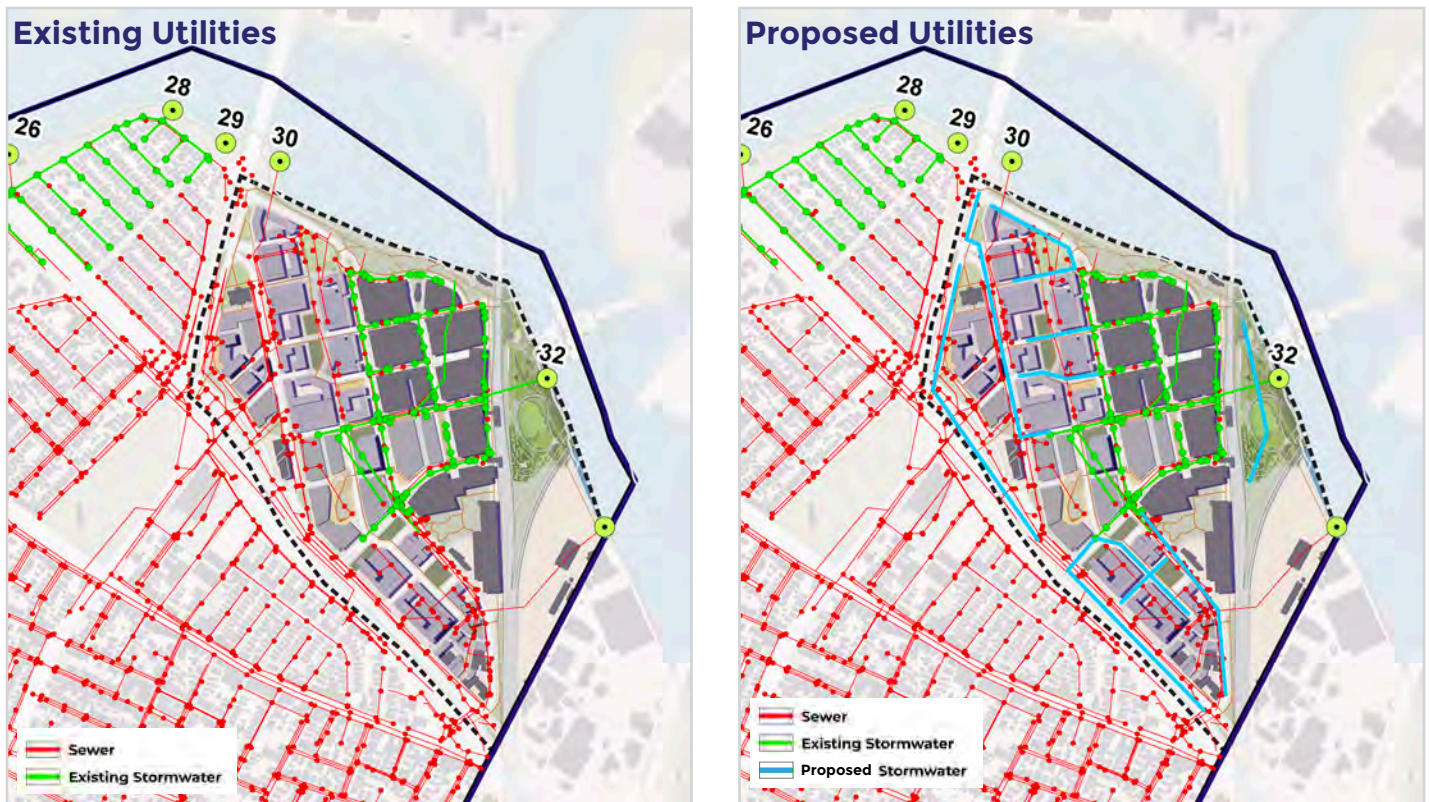 Existing Utilities
28
29
30
26
32
Sewer
Existing Stormwater
Proposed Utilities
28
29
30
26
32
Sewer
Existing Stormwater
Proposed Stormwater